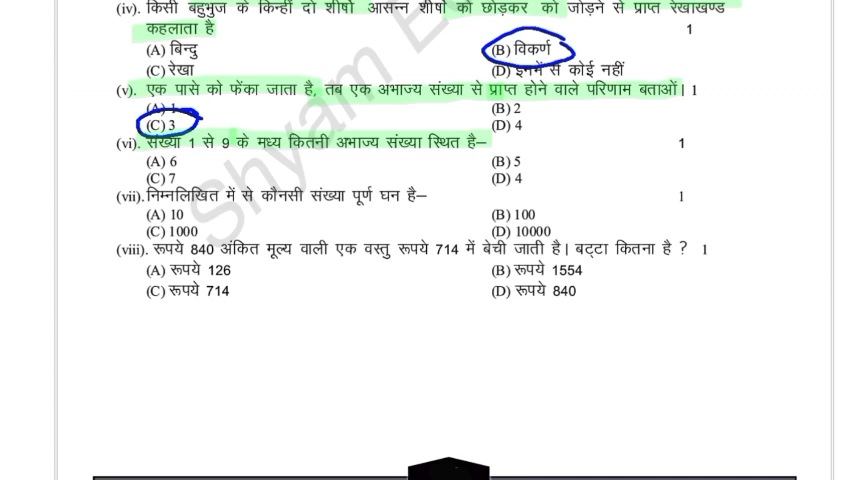 (iv). किसी बहुभुज के किन्हीं दो शीर्षों आसन्न शीर्षों को छोड़कर को जोड़ने से प्राप्त रेखाखण्ड
कहलाता है 1
(A) बिन्दु (B) विकर्ण
(C) रेखा (D) इनमें से कोई नहीं
(v). एक पासे को फेंका जाता है, तब एक अभाज्य संख्या से प्राप्त होने वाले परिणाम बताओं। 1
(A) 1 (B) 2
(C) 3 (D) 4
(vi). संख्या 1 से 9 के मध्य कितनी अभाज्य संख्या स्थित है– 1
(A) 6 (B) 5
(C) 7 (D) 4
(vii). निम्नलिखित में से कौनसी संख्या पूर्ण घन है– 1
(A) 10 (B) 100
(C) 1000 (D) 10000
(viii). रूपये 840 अंकित मूल्य वाली एक वस्तु रूपये 714 में बेची जाती है। बट्टा कितना है ? 1
(A) रूपये 126 (B) रूपये 1554
(C) रूपये 714 (D) रूपये 840
Shyam